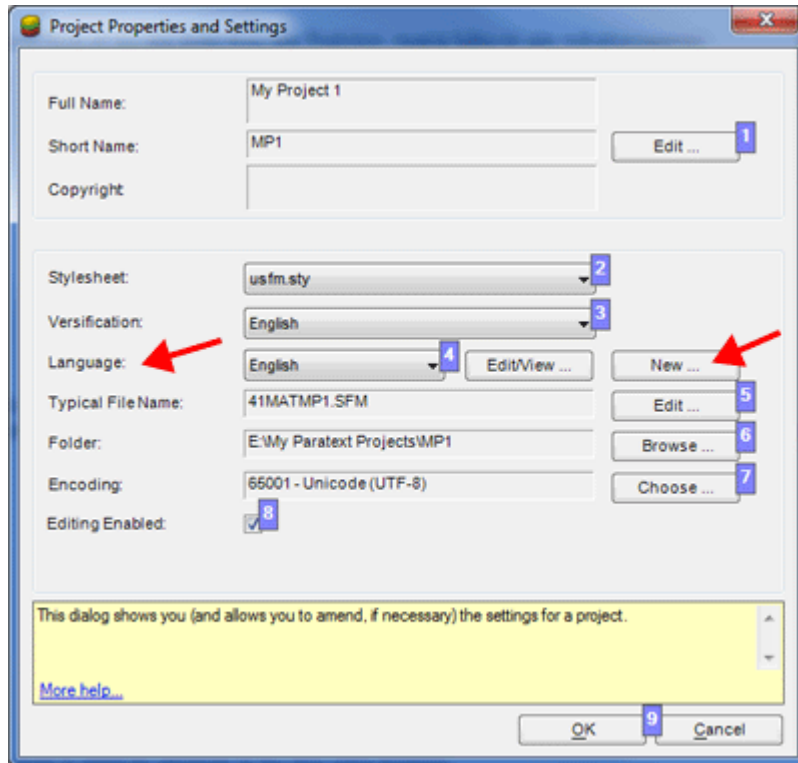 Project Properties and Settings
Full Name: My Project 1
Short Name: MP1 Edit ... 1
Copyright
Stylesheet: usfm.sty 2
Versification: English 3
Language: English 4 Edit/View ... New ...
Typical File Name: 41MATMP1.SFM Edit ... 5
Folder: E:\My Paratext Projects\MP1 Browse ... 6
Encoding: 65001 - Unicode (UTF-8) Choose ... 7
Editing Enabled: 8
This dialog shows you (and allows you to amend, if necessary) the settings for a project.
More help...
OK 9 Cancel